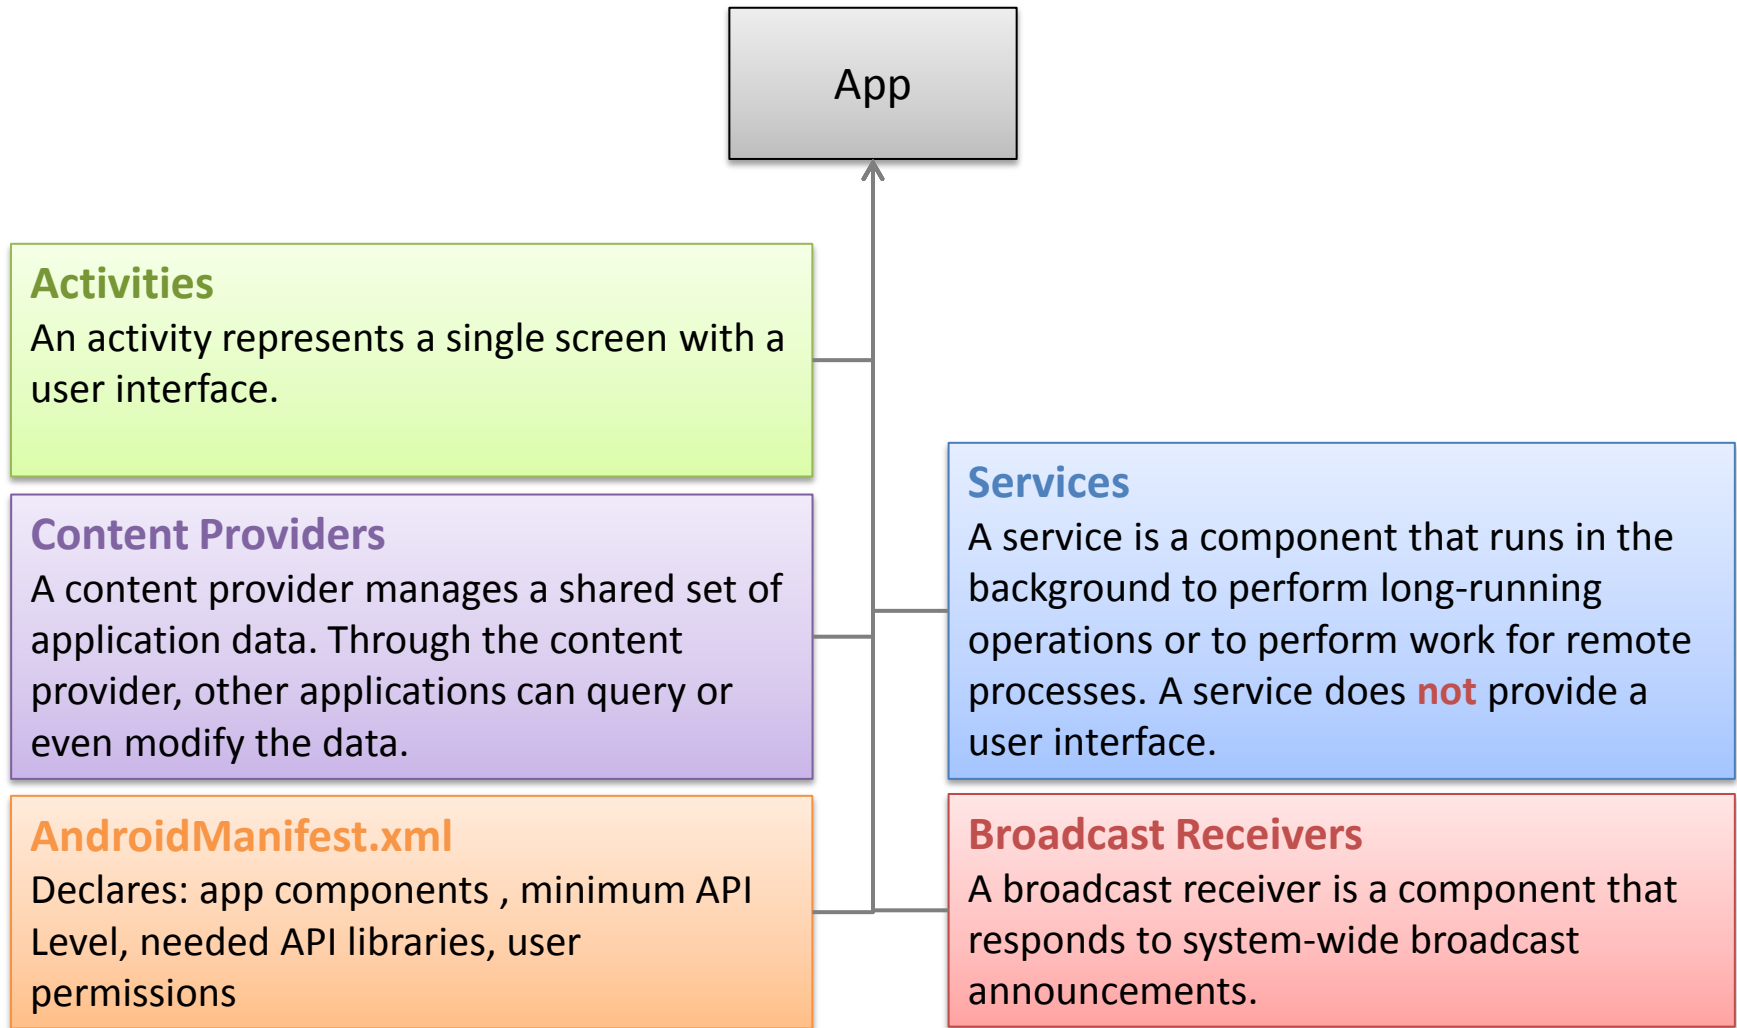 App
Activities
An activity represents a single screen with a
user interface.
Content Providers
A content provider manages a shared set of
application data. Through the content
provider, other applications can query or
even modify the data.
AndroidManifest.xml
Declares: app components , minimum API
Level, needed API libraries, user
permissions
Services
A service is a component that runs in the
background to perform long-running
operations or to perform work for remote
processes. A service does not provide a
user interface.
Broadcast Receivers
A broadcast receiver is a component that
responds to system-wide broadcast
announcements.